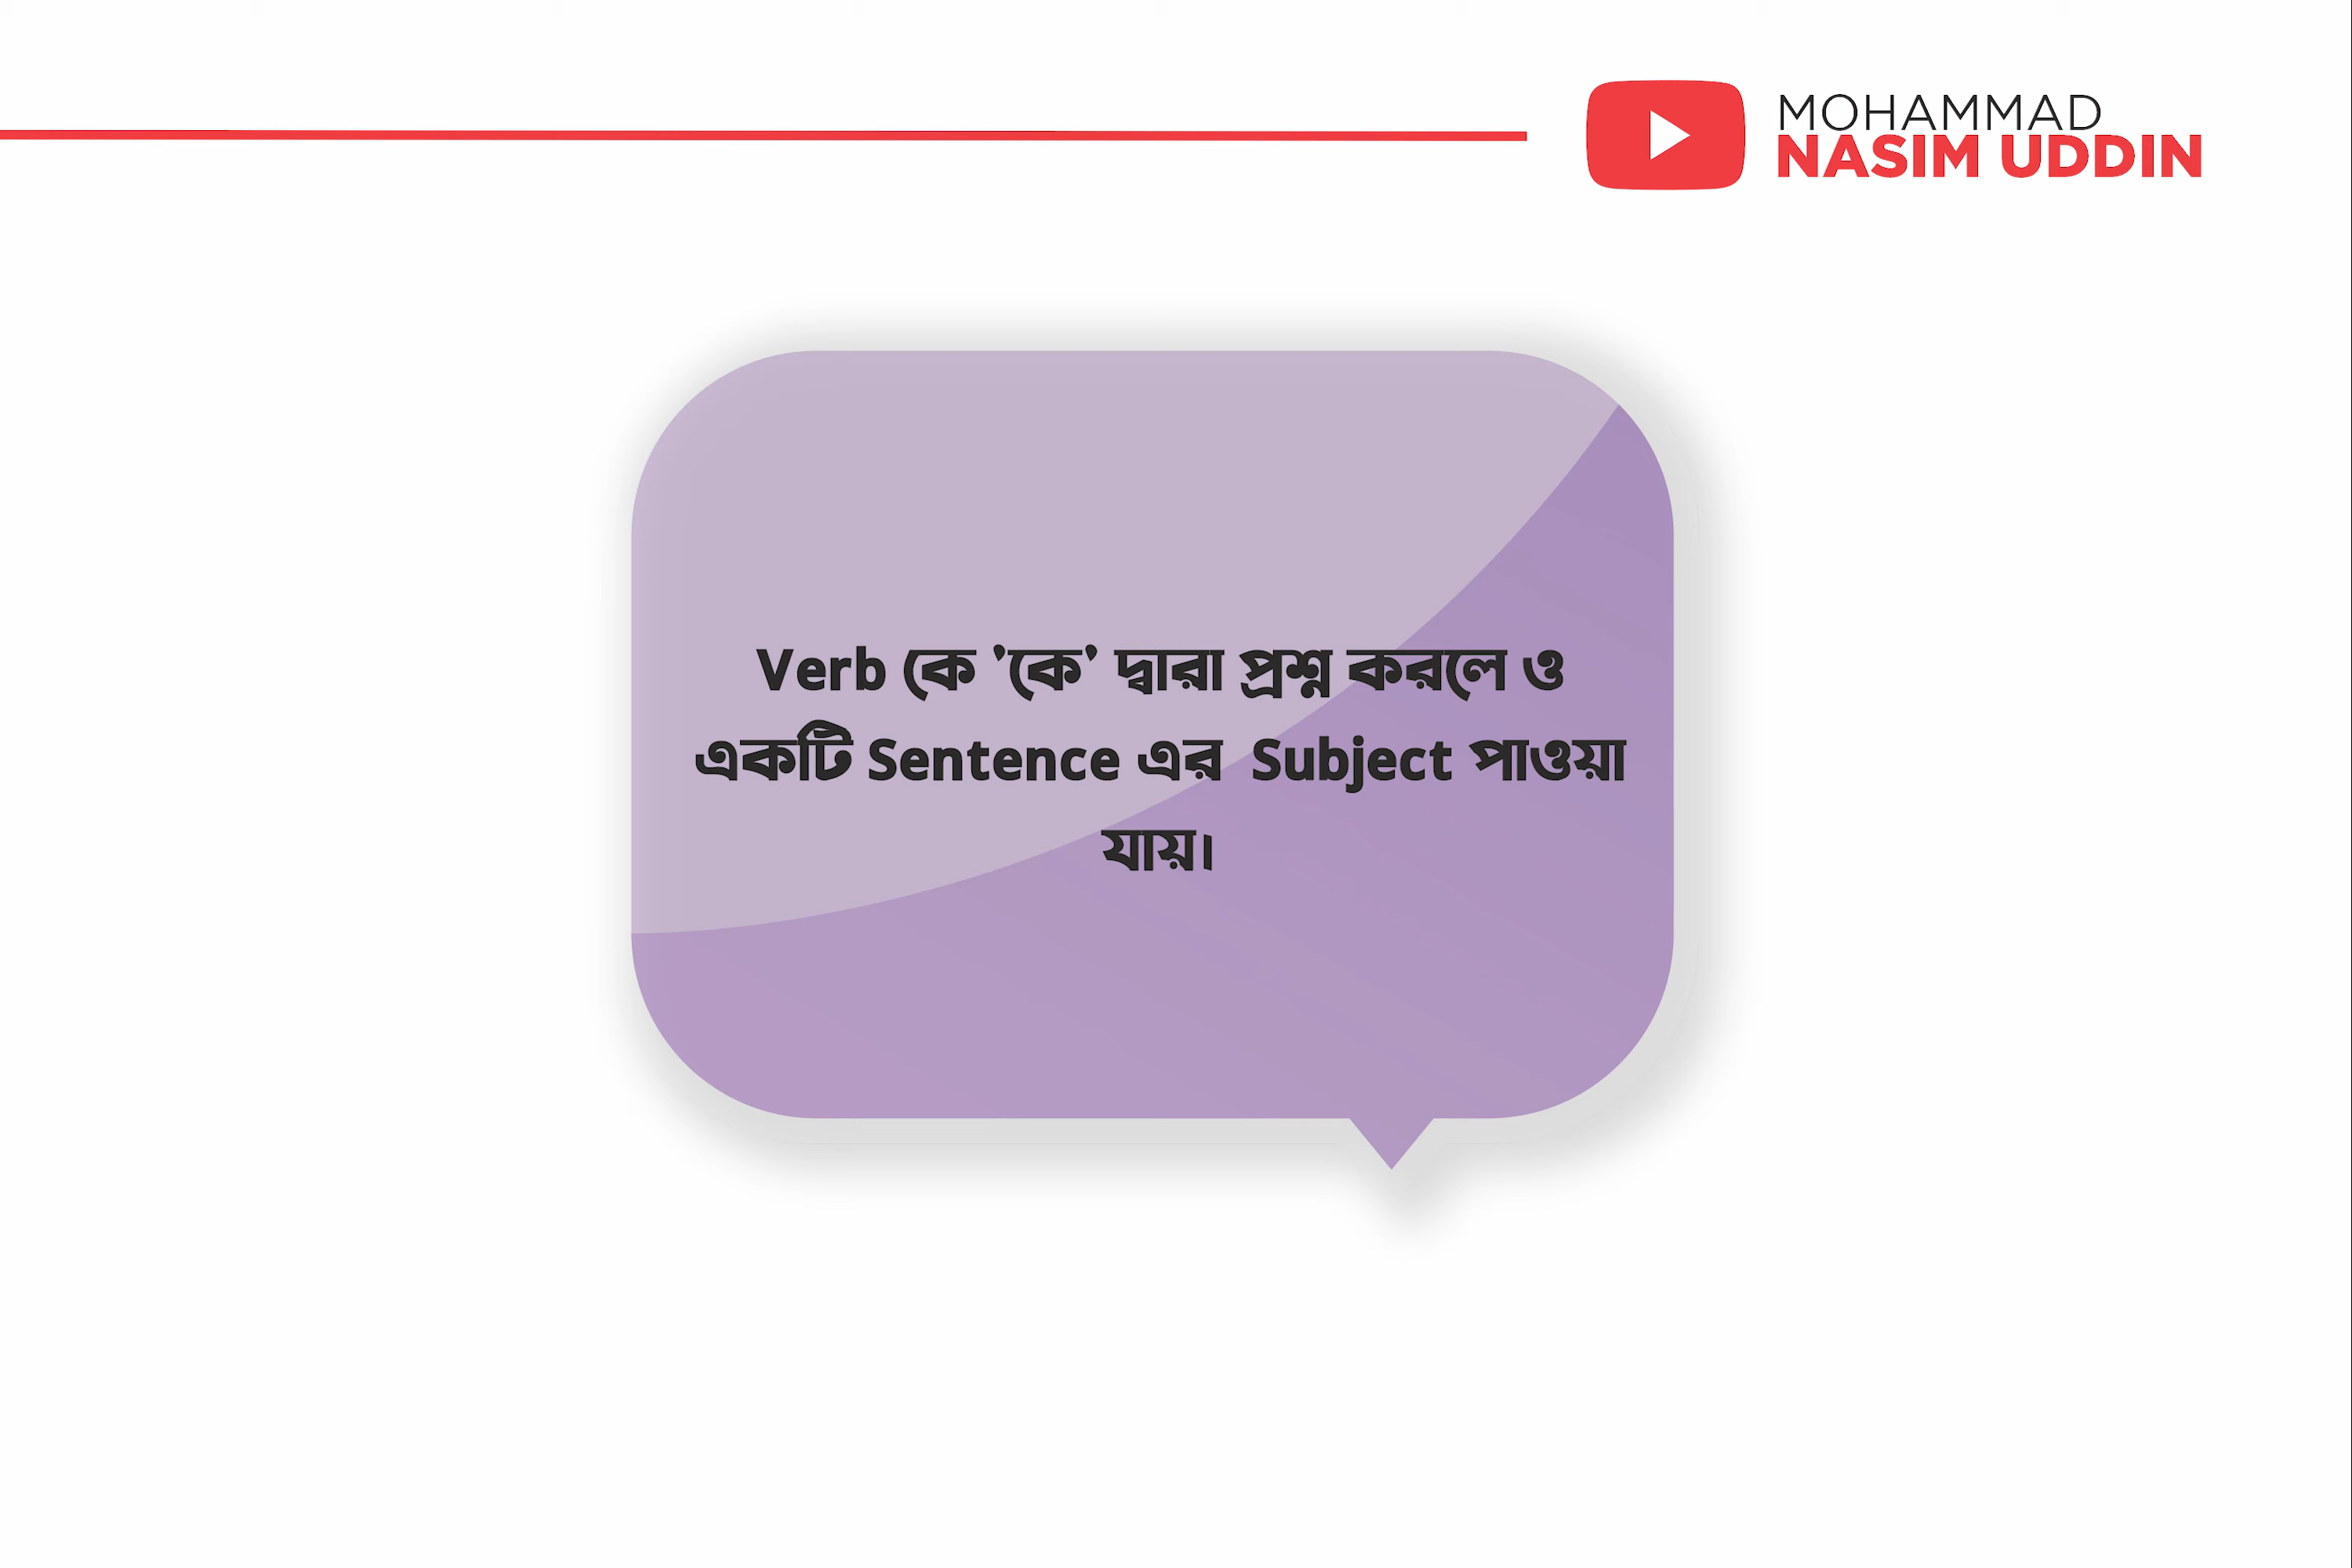 MOHAMMAD
NASIM UDDIN
Verb কে 'কে' দ্বারা প্রশ্ন করলে ও
একটি Sentence এর Subject পাওয়া
যায়।